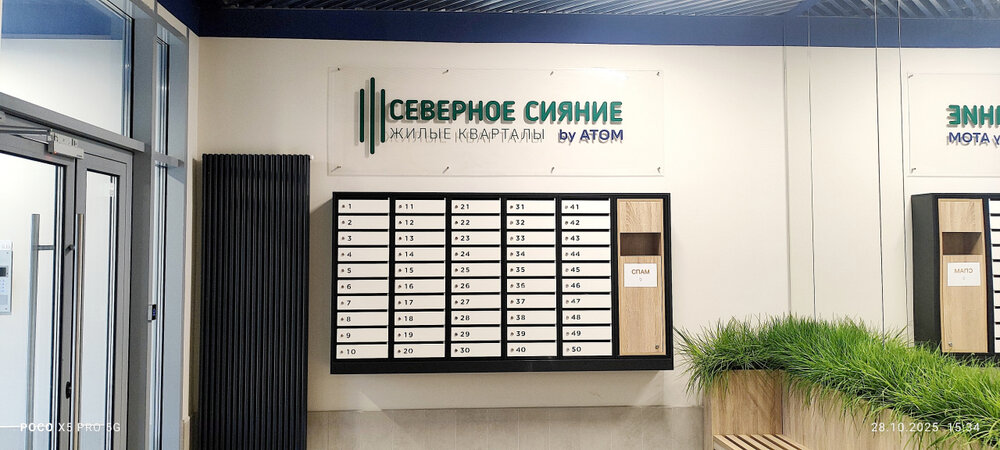 СЕВЕРНОЕ СИЯНИЕ
ЖИЛЫЕ КВАРТАЛЫ by ATOM
1 11 21 31 41
2 12 22 32 42
3 13 23 33 43
4 14 24 34 44
5 15 25 35 45
6 16 26 36 46
7 17 27 37 47
8 18 28 38 48
9 19 29 39 49
10 20 30 40 50
СПАМ
POCO X5 PRO 5G
28.10.2025 15:34